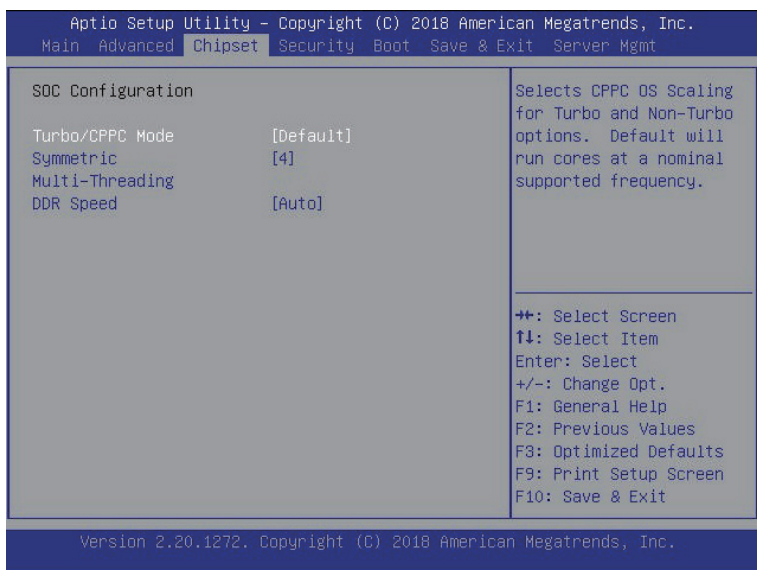 Aptio Setup Utility – Copyright (C) 2018 American Megatrends, Inc.
Main Advanced Chipset Security Boot Save & Exit Server Mgmt
SOC Configuration
Turbo/CPPC Mode [Default]
Symmetric [4]
Multi-Threading
DDR Speed [Auto]
Selects CPPC OS Scaling
for Turbo and Non-Turbo
options. Default will
run cores at a nominal
supported frequency.
→←: Select Screen
↑↓: Select Item
Enter: Select
+/-: Change Opt.
F1: General Help
F2: Previous Values
F3: Optimized Defaults
F9: Print Setup Screen
F10: Save & Exit
Version 2.20.1272. Copyright (C) 2018 American Megatrends, Inc.